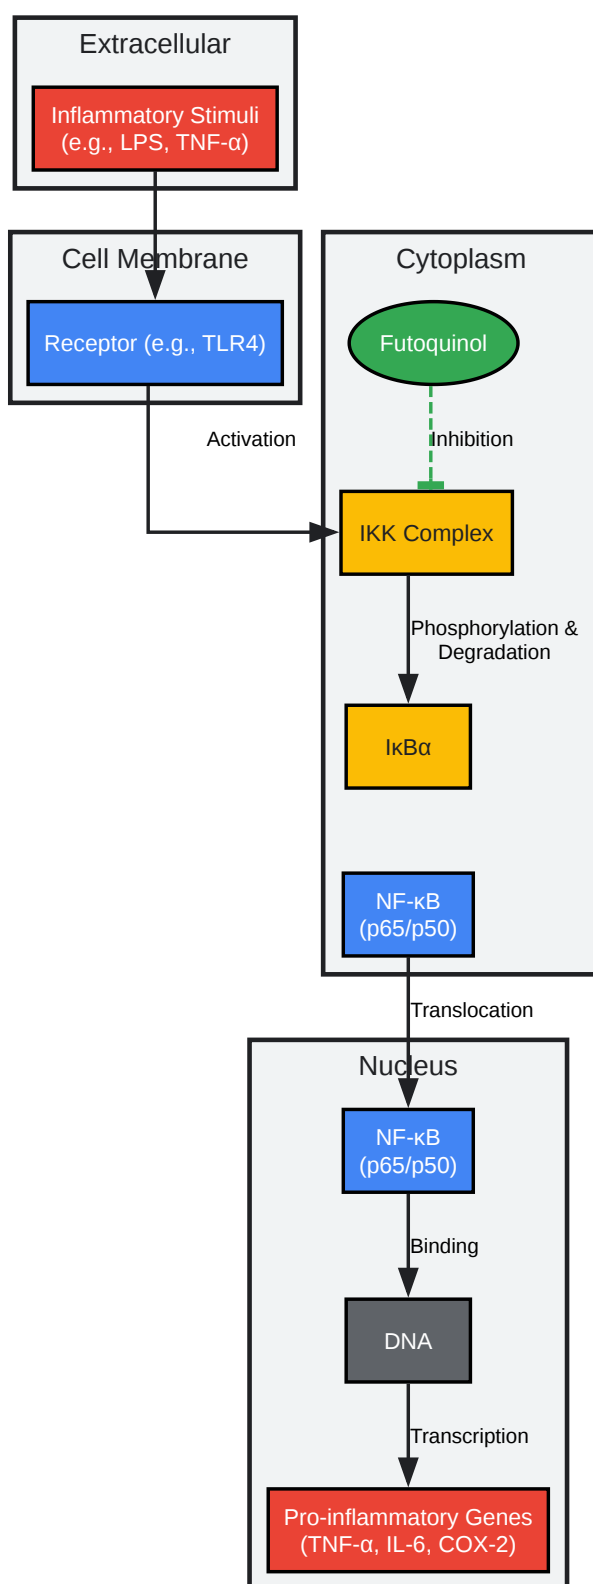 Extracellular
Inflammatory Stimuli
(e.g., LPS, TNF-α)
Cell Membrane
Receptor (e.g., TLR4)
Cytoplasm
Futoquinol
Activation
Inhibition
IKK Complex
Phosphorylation &
Degradation
IκBα
NF-κB
(p65/p50)
Translocation
Nucleus
NF-κB
(p65/p50)
Binding
DNA
Transcription
Pro-inflammatory Genes
(TNF-α, IL-6, COX-2)